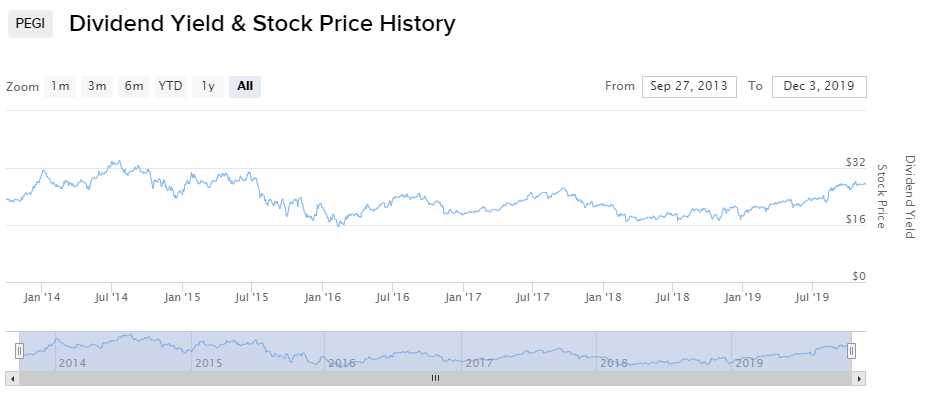 PEGI Dividend Yield & Stock Price History
Zoom 1m 3m 6m YTD 1y All From Sep 27, 2013 To Dec 3, 2019
$32
$16
$0
Stock Price
Dividend Yield
Jan '14 Jul '14 Jan '15 Jul '15 Jan '16 Jul '16 Jan '17 Jul '17 Jan '18 Jul '18 Jan '19 Jul '19
2014 2015 2016 2017 2018 2019